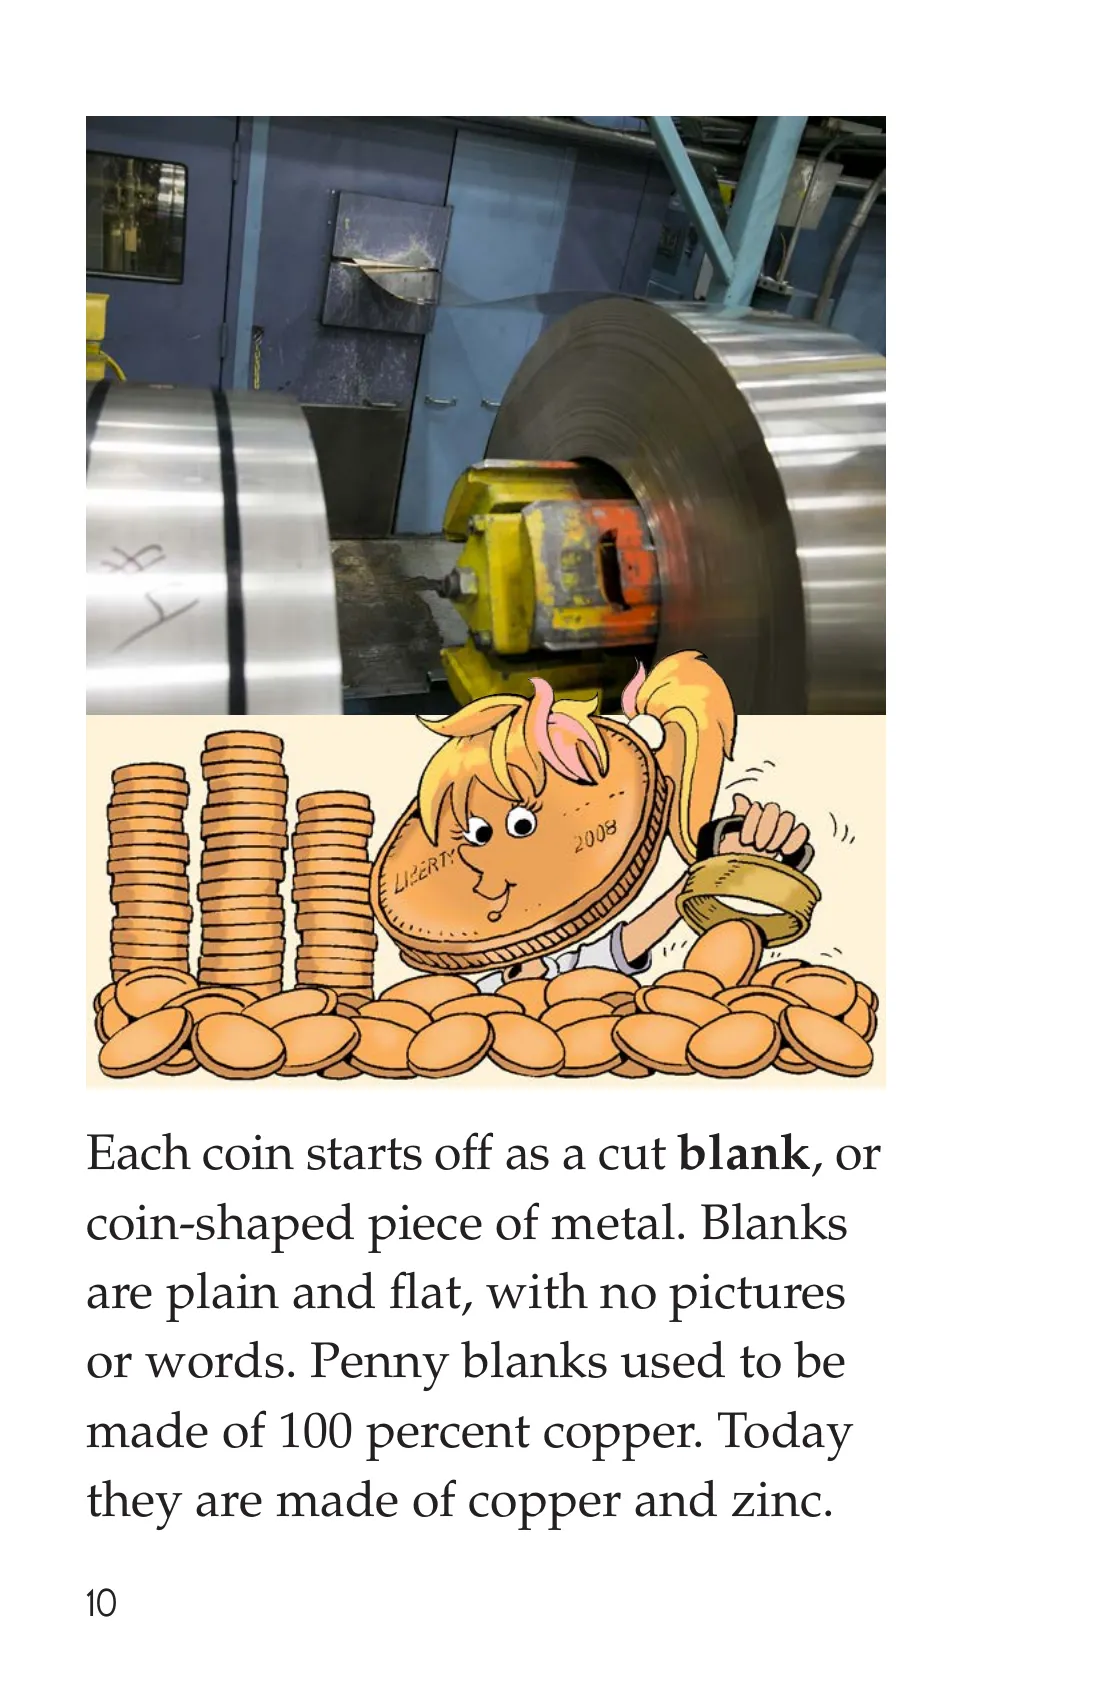 LIBERTY
2008
Each coin starts off as a cut blank, or
coin-shaped piece of metal. Blanks
are plain and flat, with no pictures
or words. Penny blanks used to be
made of 100 percent copper. Today
they are made of copper and zinc.
10